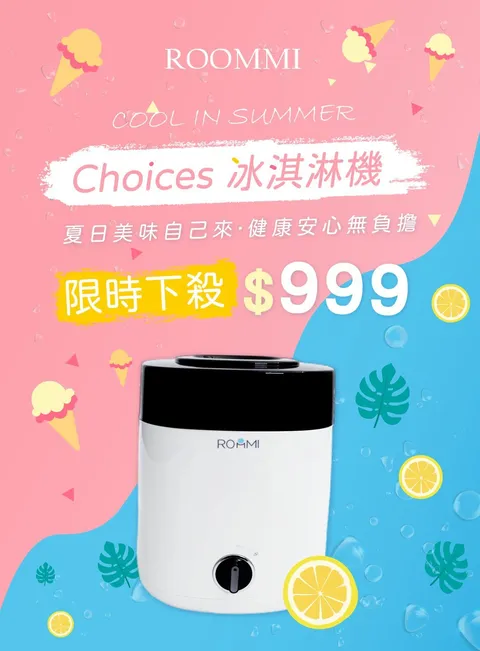 ROOMMI
COOL IN SUMMER
Choices 冰淇淋機
夏日美味自己來·健康安心無負擔
限時下殺 $999
ROMMI